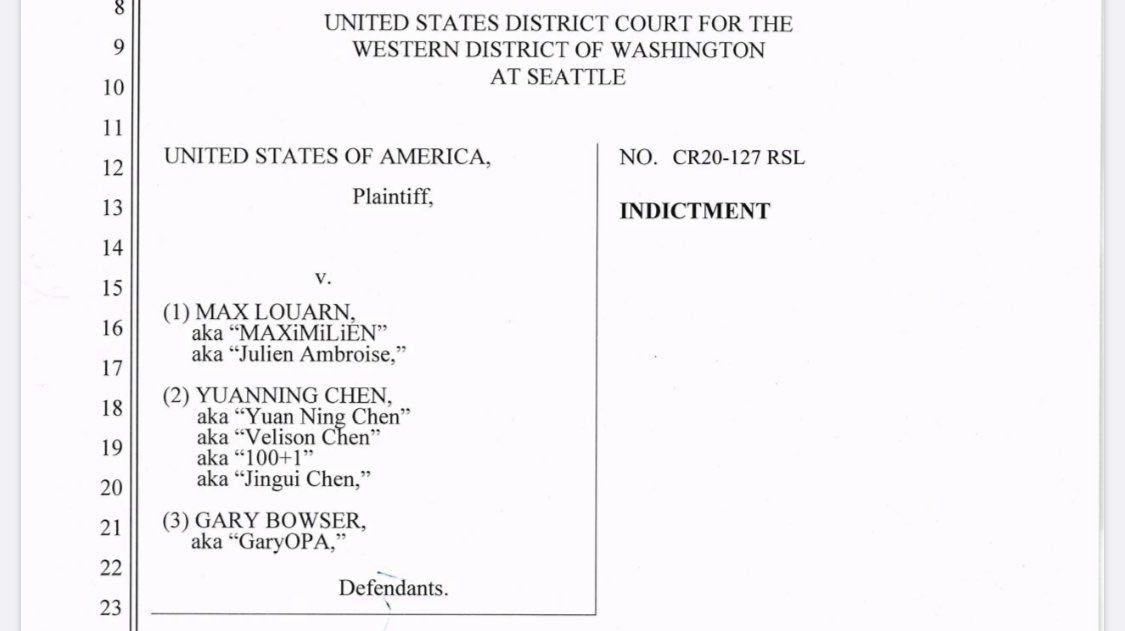 8
UNITED STATES DISTRICT COURT FOR THE
9
WESTERN DISTRICT OF WASHINGTON
10
AT SEATTLE
11
12
UNITED STATES OF AMERICA,
NO. CR20-127 RSL
13
Plaintiff,
INDICTMENT
14
v.
15
(1) MAX LOUARN,
16
aka “MAXiMiLiEN”
aka “Julien Ambroise,”
17
(2) YUANNING CHEN,
18
aka “Yuan Ning Chen”
aka “Velison Chen”
19
aka “100+1”
20
aka “Jingui Chen,”
(3) GARY BOWSER,
21
aka “GaryOPA,”
22
Defendants.
23